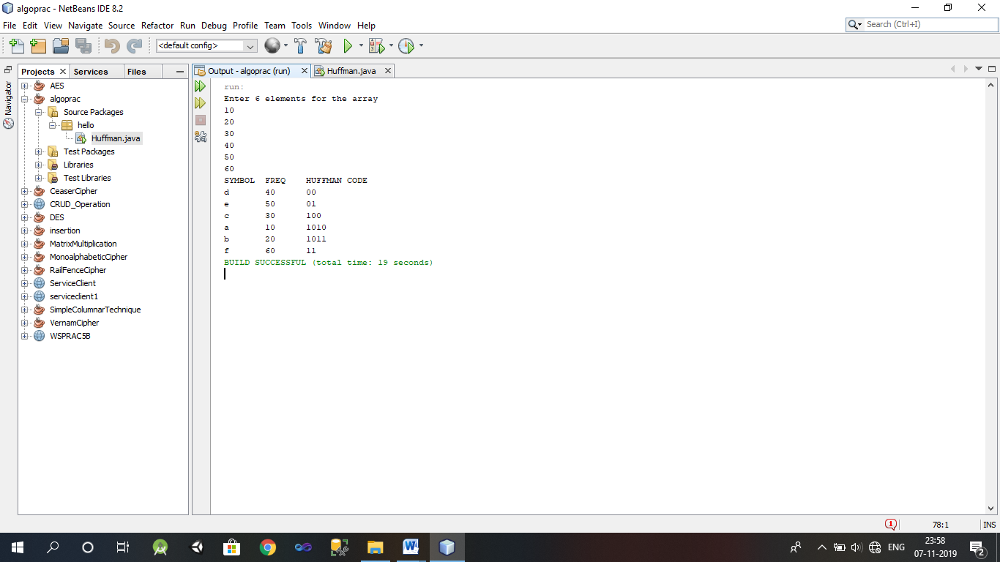 algoprac - NetBeans IDE 8.2
File Edit View Navigate Source Refactor Run Debug Profile Team Tools Window Help
Search (Ctrl+I)
<default config>
Projects Services Files
Output - algoprac (run) Huffman.java
Navigator
AES
algoprac
Source Packages
hello
Huffman.java
Test Packages
Libraries
Test Libraries
CeaserCipher
CRUD_Operation
DES
insertion
MatrixMultiplication
MonoalphabeticCipher
RailFenceCipher
ServiceClient
serviceclient1
SimpleColumnarTechnique
VernamCipher
WSPRAC5B
run:
Enter 6 elements for the array
10
20
30
40
50
60
SYMBOL FREQ HUFFMAN CODE
d 40 00
e 50 01
c 30 100
a 10 1010
b 20 1011
f 60 11
BUILD SUCCESSFUL (total time: 19 seconds)
1 78:1 INS
ENG
23:58
07-11-2019
2